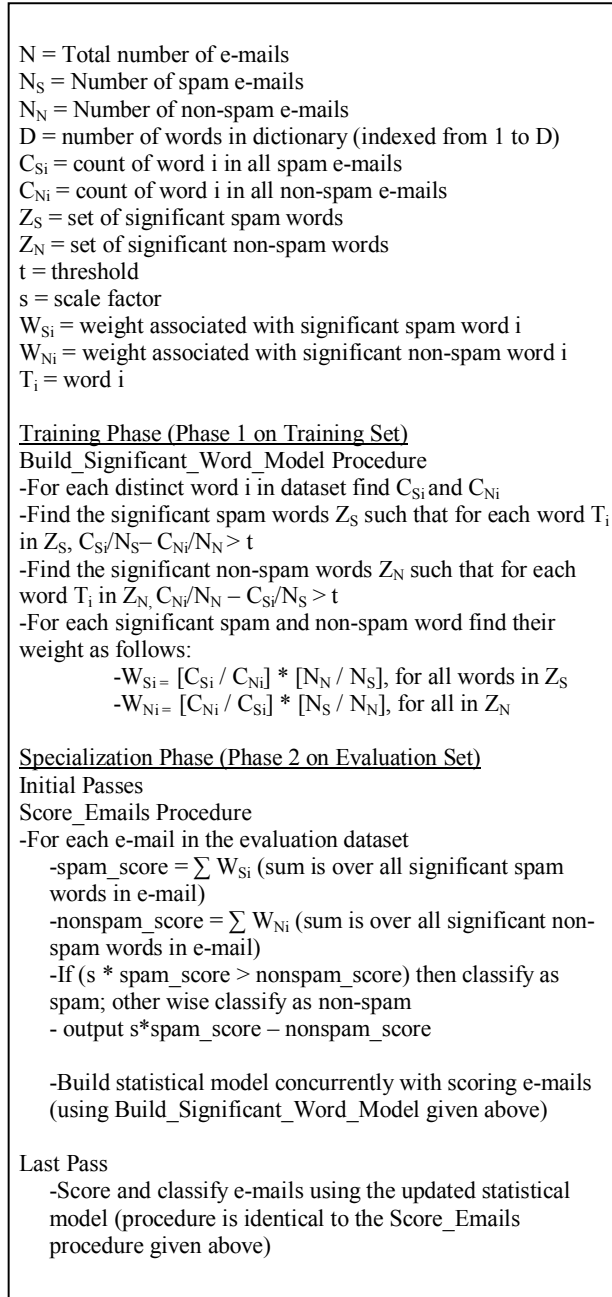 N = Total number of e-mails
N_S = Number of spam e-mails
N_N = Number of non-spam e-mails
D = number of words in dictionary (indexed from 1 to D)
C_Si = count of word i in all spam e-mails
C_Ni = count of word i in all non-spam e-mails
Z_S = set of significant spam words
Z_N = set of significant non-spam words
t = threshold
s = scale factor
W_Si = weight associated with significant spam word i
W_Ni = weight associated with significant non-spam word i
T_i = word i
Training Phase (Phase 1 on Training Set)
Build_Significant_Word_Model Procedure
-For each distinct word i in dataset find C_Si and C_Ni
-Find the significant spam words Z_S such that for each word T_i
in Z_S, C_Si/N_S– C_Ni/N_N > t
-Find the significant non-spam words Z_N such that for each
word T_i in Z_N, C_Ni/N_N – C_Si/N_S > t
-For each significant spam and non-spam word find their
weight as follows:
-W_Si = [C_Si / C_Ni] * [N_N / N_S], for all words in Z_S
-W_Ni = [C_Ni / C_Si] * [N_S / N_N], for all in Z_N
Specialization Phase (Phase 2 on Evaluation Set)
Initial Passes
Score_Emails Procedure
-For each e-mail in the evaluation dataset
-spam_score = ∑ W_Si (sum is over all significant spam
words in e-mail)
-nonspam_score = ∑ W_Ni (sum is over all significant non-
spam words in e-mail)
-If (s * spam_score > nonspam_score) then classify as
spam; other wise classify as non-spam
- output s*spam_score – nonspam_score
-Build statistical model concurrently with scoring e-mails
(using Build_Significant_Word_Model given above)
Last Pass
-Score and classify e-mails using the updated statistical
model (procedure is identical to the Score_Emails
procedure given above)